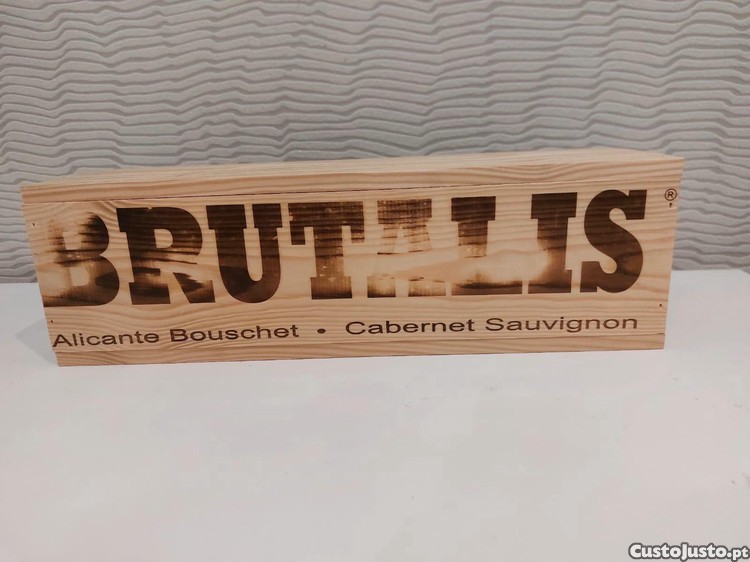 BRUTALIS®
Alicante Bouschet • Cabernet Sauvignon
CustoJusto.pt